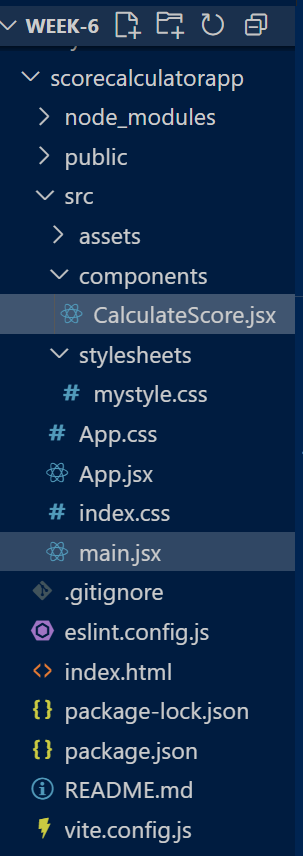 WEEK-6
scorecalculatorapp
node_modules
public
src
assets
components
CalculateScore.jsx
stylesheets
# mystyle.css
# App.css
App.jsx
# index.css
main.jsx
.gitignore
eslint.config.js
<> index.html
{} package-lock.json
{} package.json
README.md
vite.config.js